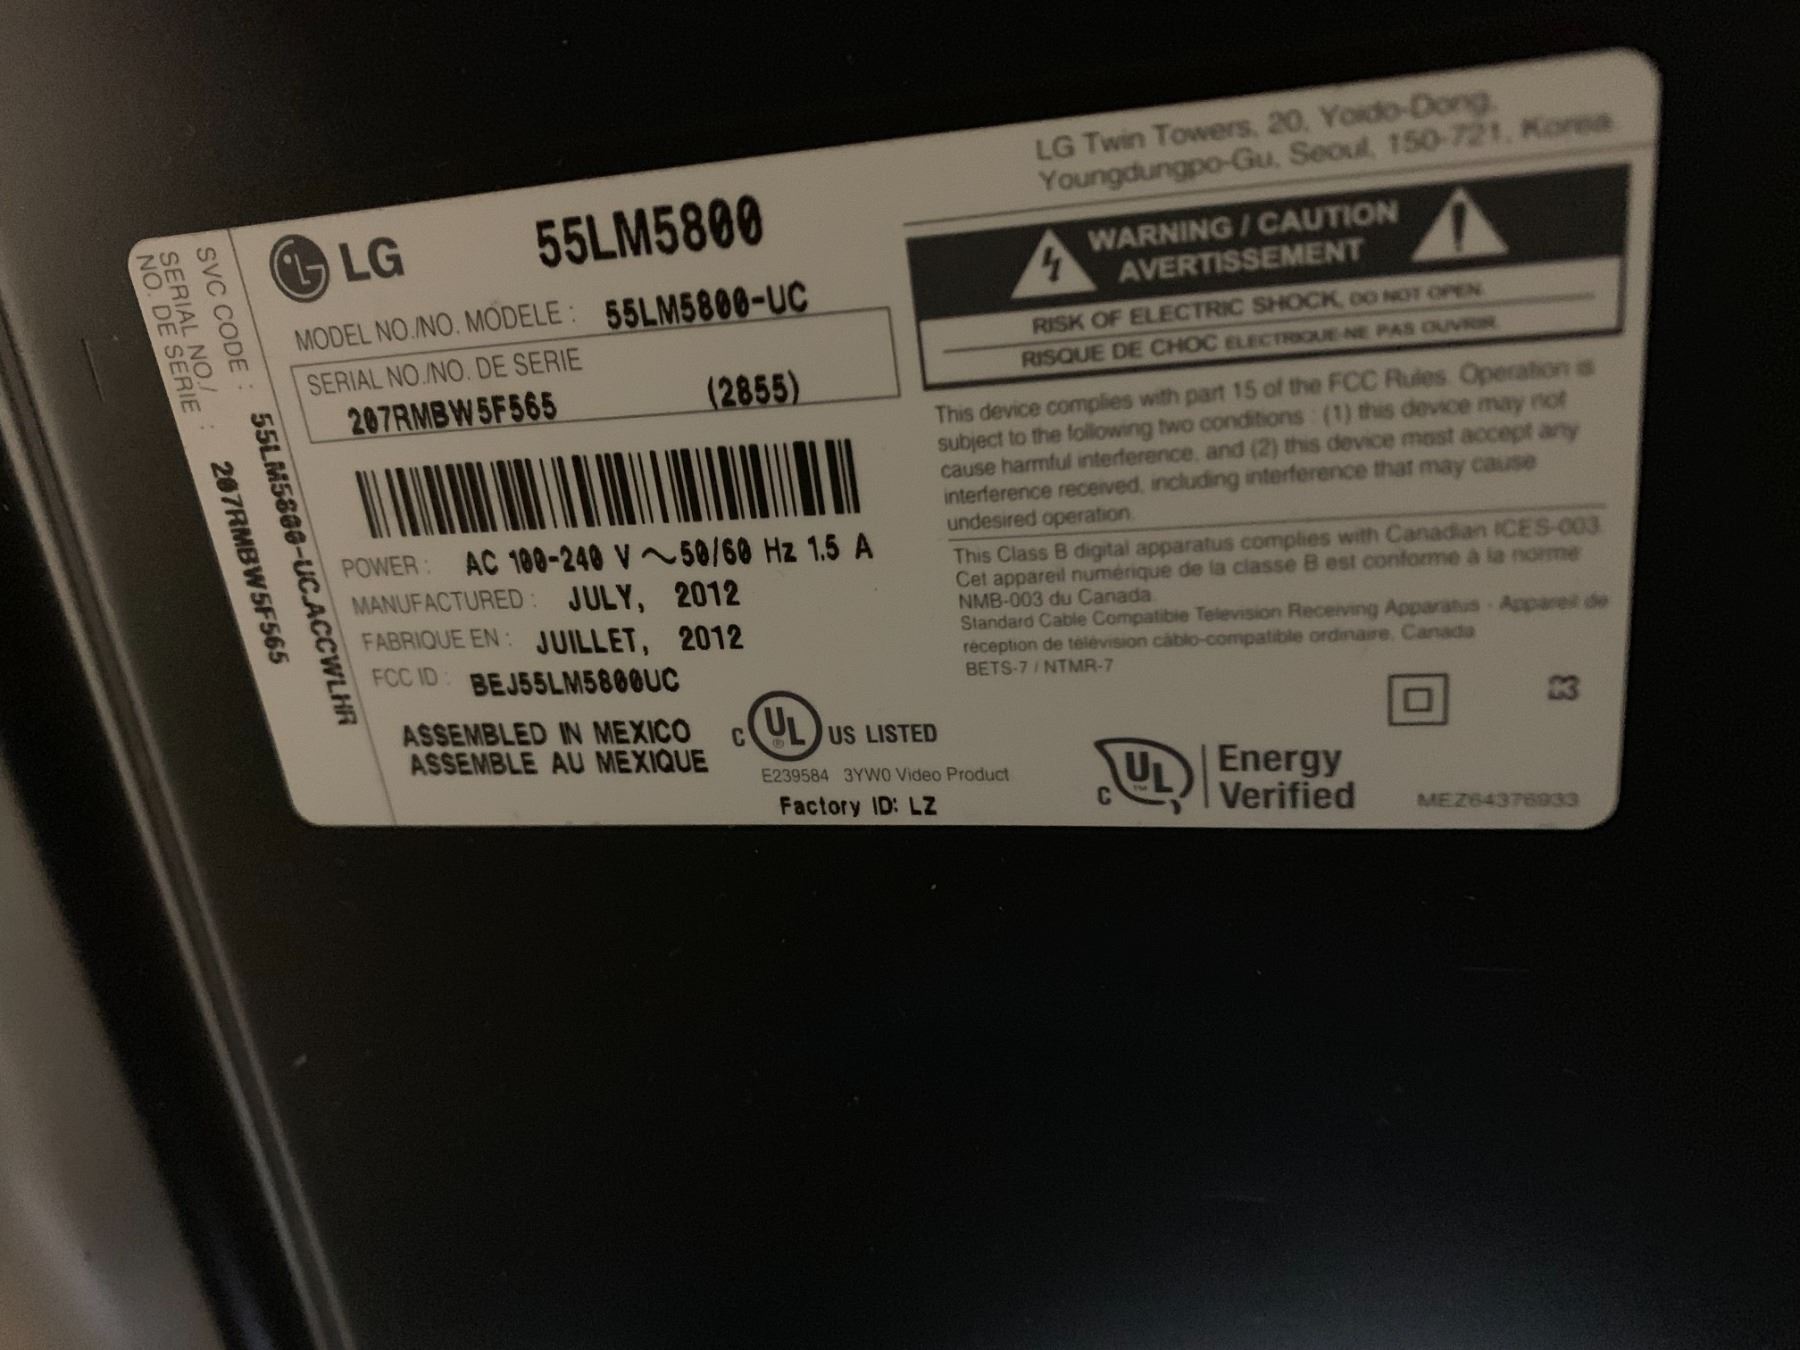 SVC CODE : 55LM5800-UC.ACCWLHR
SERIAL NO./
NO. DE SERIE : 207RMBW5F565
LG
55LM5800
MODEL NO./NO. MODELE : 55LM5800-UC
SERIAL NO./NO. DE SERIE
207RMBW5F565 (2855)
POWER : AC 100-240 V ~ 50/60 Hz 1.5 A
MANUFACTURED : JULY, 2012
FABRIQUE EN : JUILLET, 2012
FCC ID : BEJ55LM5800UC
ASSEMBLED IN MEXICO
ASSEMBLE AU MEXIQUE
C UL ® US LISTED
E239584 3YW0 Video Product
Factory ID: LZ
LG Twin Towers, 20, Yoido-Dong,
Youngdungpo-Gu, Seoul, 150-721, Korea
WARNING / CAUTION
AVERTISSEMENT
RISK OF ELECTRIC SHOCK, DO NOT OPEN.
RISQUE DE CHOC ELECTRIQUE-NE PAS OUVRIR.
This device complies with part 15 of the FCC Rules. Operation is
subject to the following two conditions : (1) this device may not
cause harmful interference, and (2) this device most accept any
interference received, including interference that may cause
undesired operation.
This Class B digital apparatus complies with Canadian ICES-003.
Cet appareil numérique de la classe B est conforme à la norme
NMB-003 du Canada.
Standard Cable Compatible Television Receiving Apparatus - Appareil de
réception de télévision câblo-compatible ordinaire, Canada
BETS-7 / NTMR-7
C UL ™ Energy
Verified
MEZ64376933